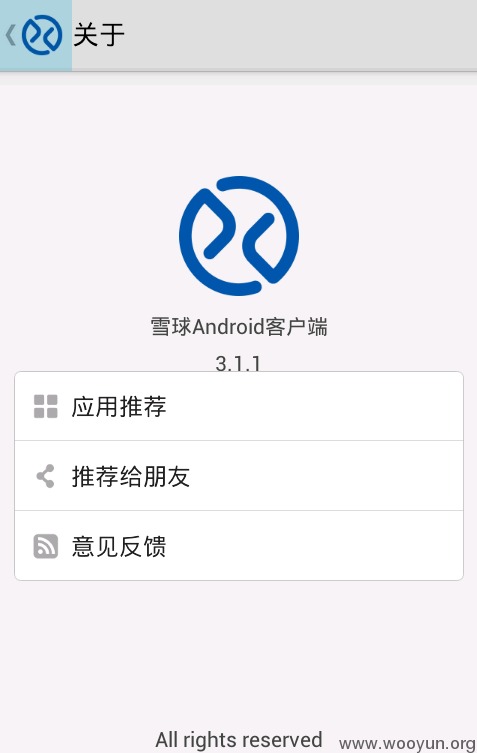 关于
雪球Android客户端
3.1.1
应用推荐
推荐给朋友
意见反馈
All rights reserved
www.wooyun.org